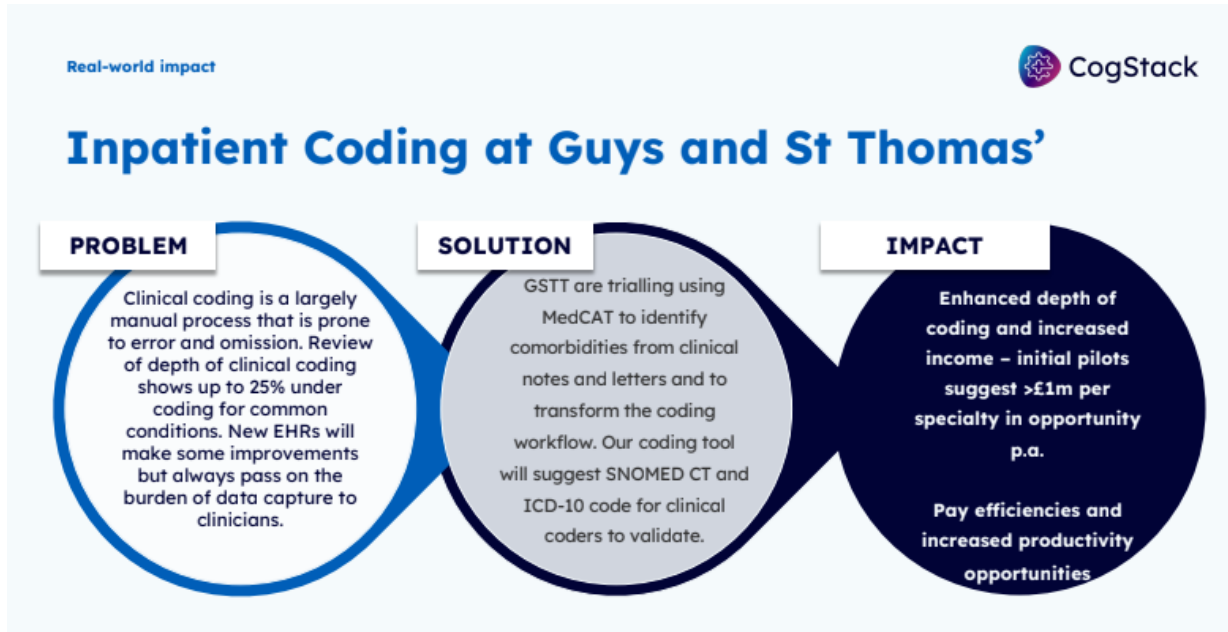 Real-world impact
CogStack
Inpatient Coding at Guys and St Thomas’
PROBLEM
Clinical coding is a largely
manual process that is prone
to error and omission. Review
of depth of clinical coding
shows up to 25% under
coding for common
conditions. New EHRs will
make some improvements
but always pass on the
burden of data capture to
clinicians.
SOLUTION
GSTT are trialling using
MedCAT to identify
comorbidities from clinical
notes and letters and to
transform the coding
workflow. Our coding tool
will suggest SNOMED CT and
ICD-10 code for clinical
coders to validate.
IMPACT
Enhanced depth of
coding and increased
income – initial pilots
suggest >£1m per
specialty in opportunity
p.a.
Pay efficiencies and
increased productivity
opportunities